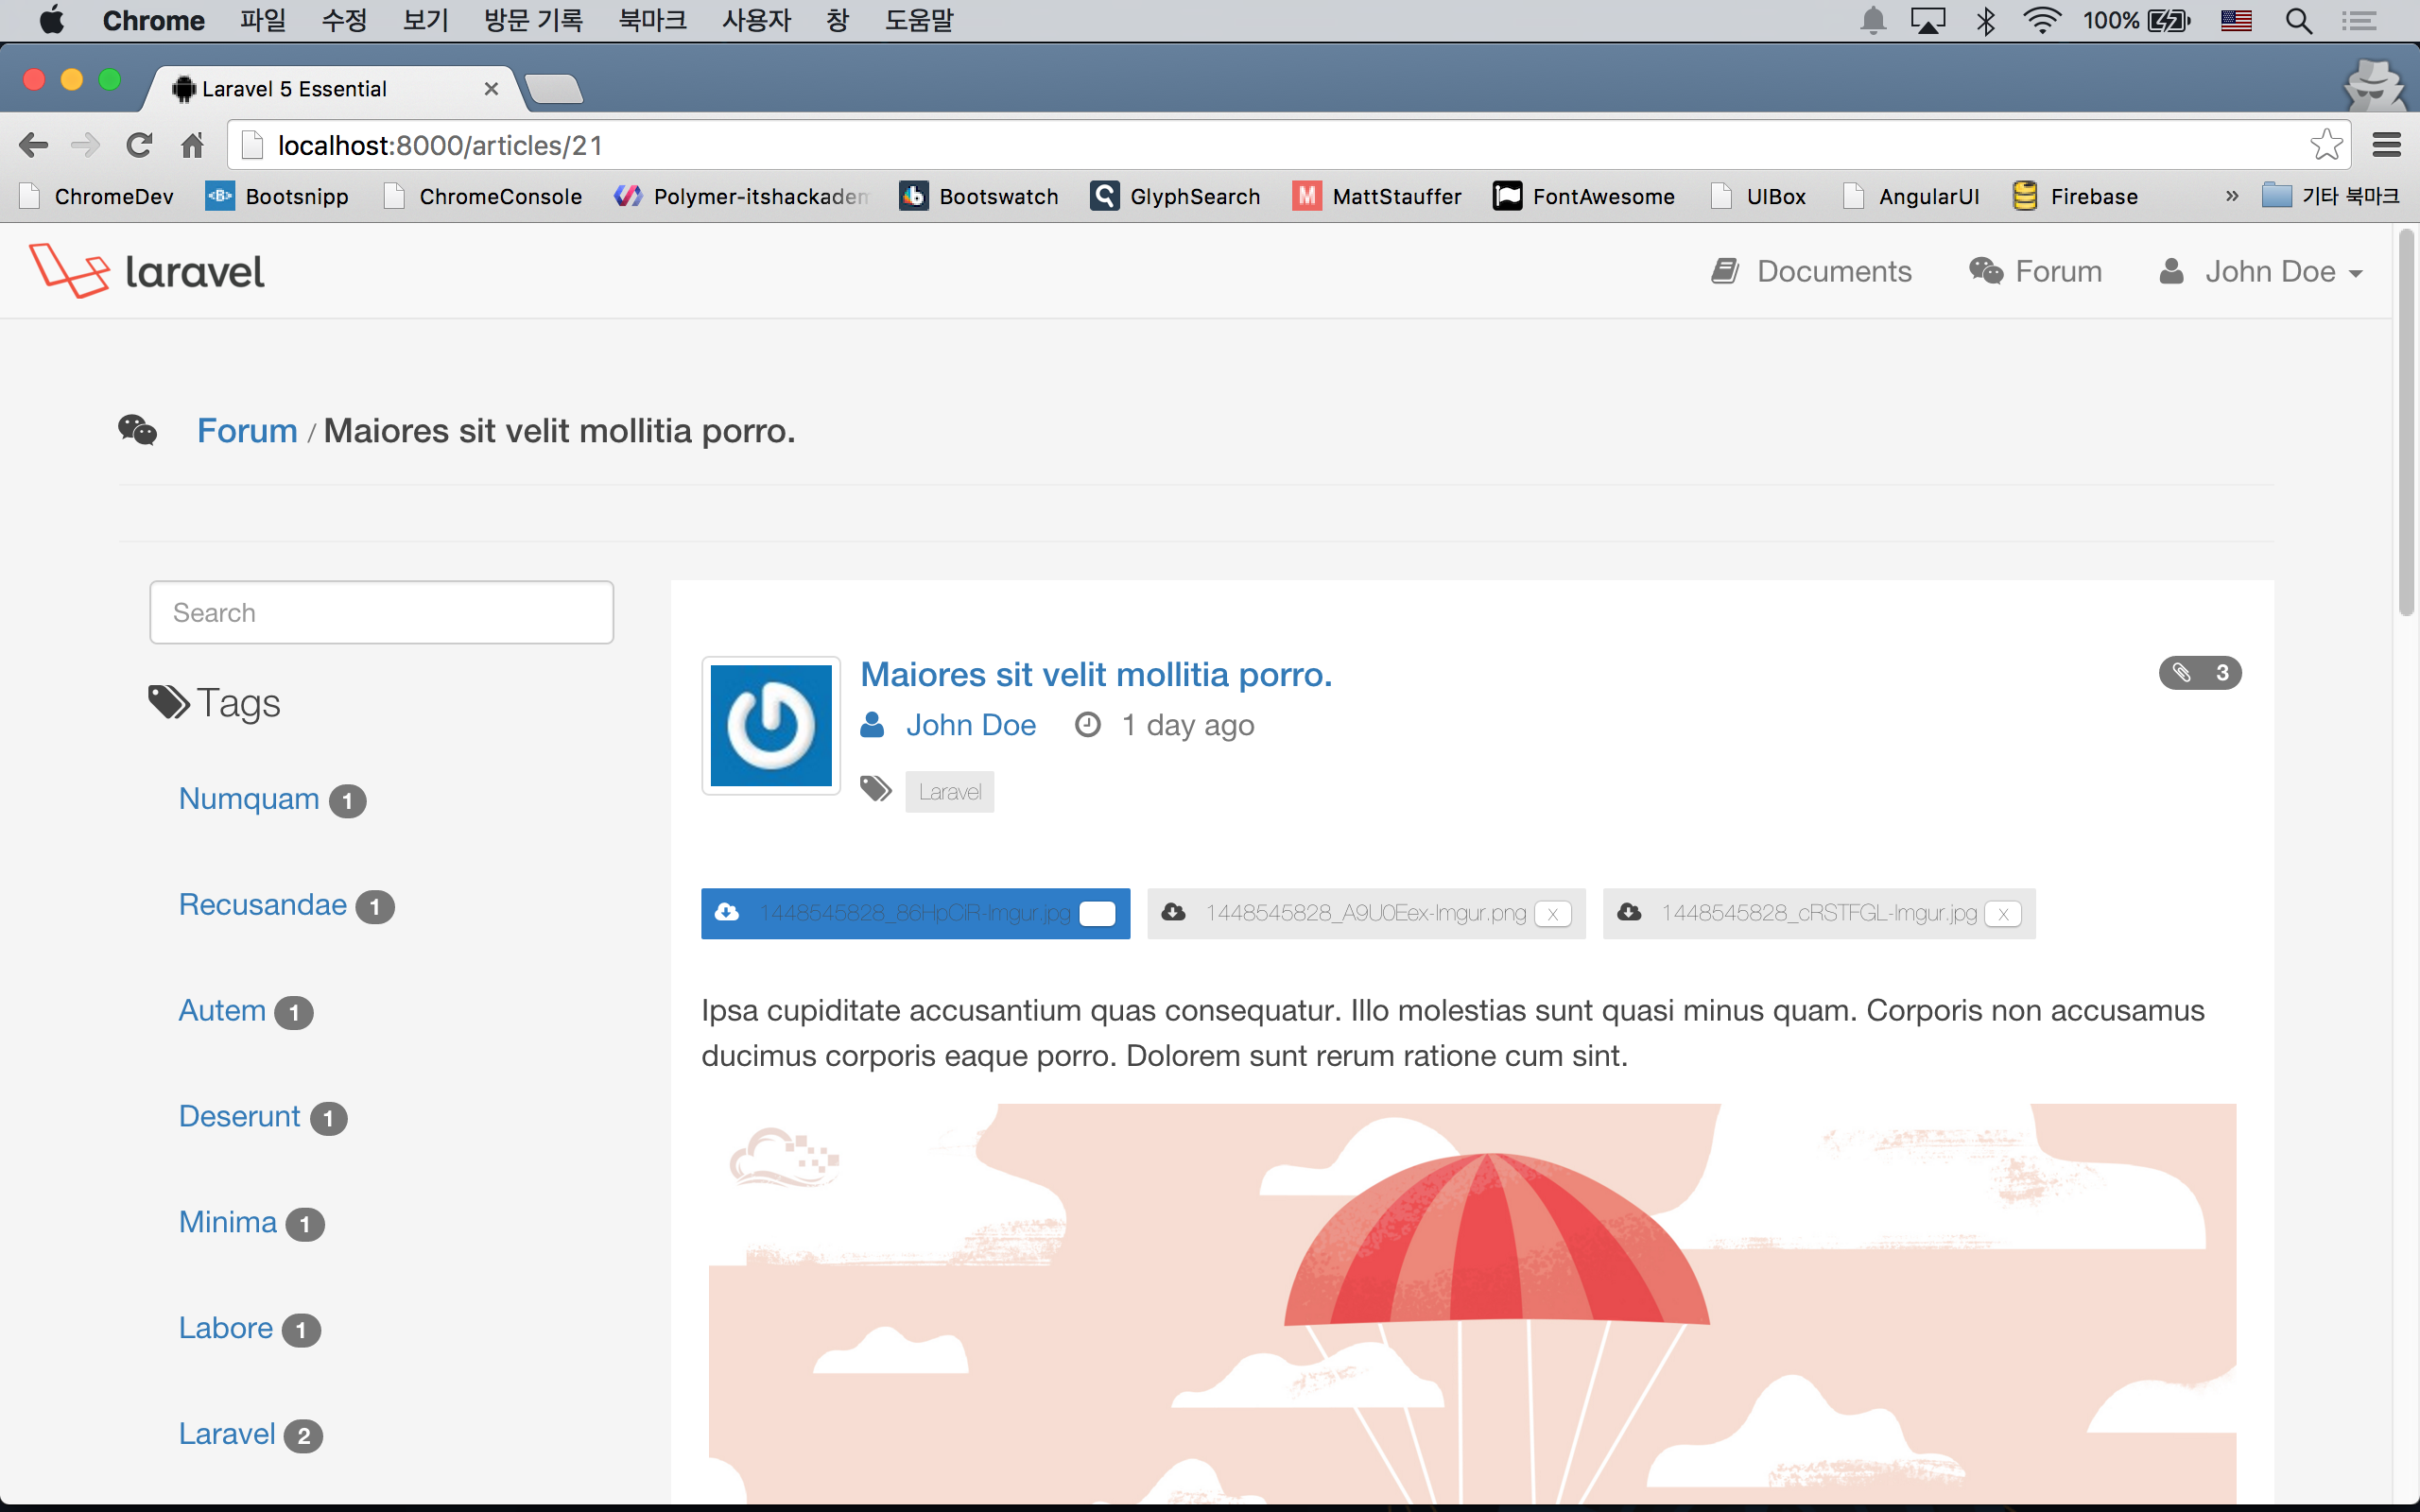 Chrome 파일 수정 보기 방문 기록 북마크 사용자 창 도움말 100%
Laravel 5 Essential
localhost:8000/articles/21
ChromeDev Bootsnipp ChromeConsole Polymer-itshackadem Bootswatch GlyphSearch MattStauffer FontAwesome UIBox AngularUI Firebase » 기타 북마크
laravel Documents Forum John Doe
Forum / Maiores sit velit mollitia porro.
Search
Tags
Numquam 1
Recusandae 1
Autem 1
Deserunt 1
Minima 1
Labore 1
Laravel 2
Maiores sit velit mollitia porro. 3
John Doe 1 day ago
Laravel
1448545828_86HpCiR-Imgur.jpg 1448545828_A9U0Eex-Imgur.png x 1448545828_cRSTFGL-Imgur.jpg x
Ipsa cupiditate accusantium quas consequatur. Illo molestias sunt quasi minus quam. Corporis non accusamus
ducimus corporis eaque porro. Dolorem sunt rerum ratione cum sint.